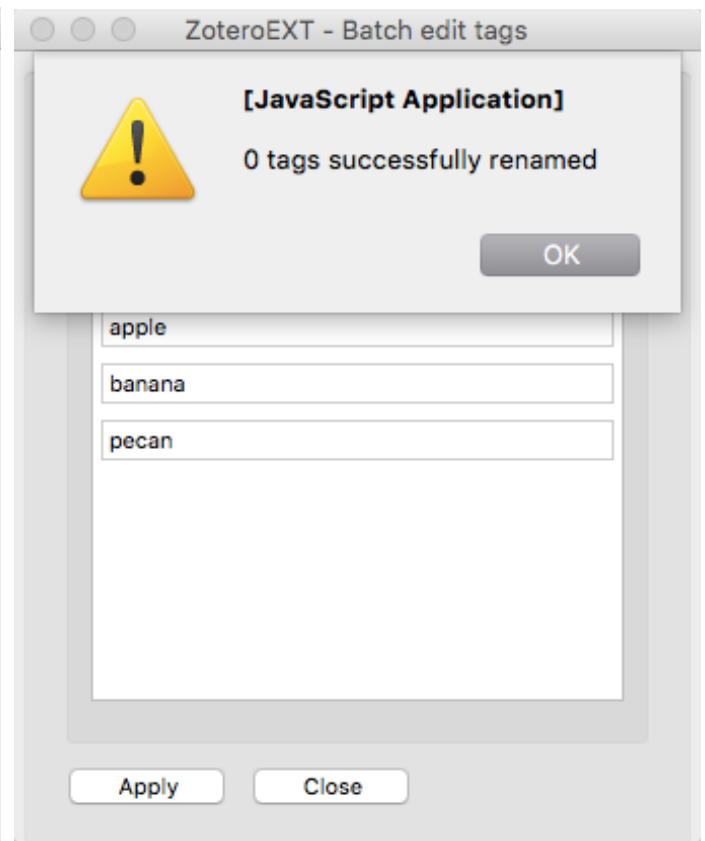 ZoteroEXT - Batch edit tags
[JavaScript Application]
0 tags successfully renamed
OK
apple
banana
pecan
Apply
Close